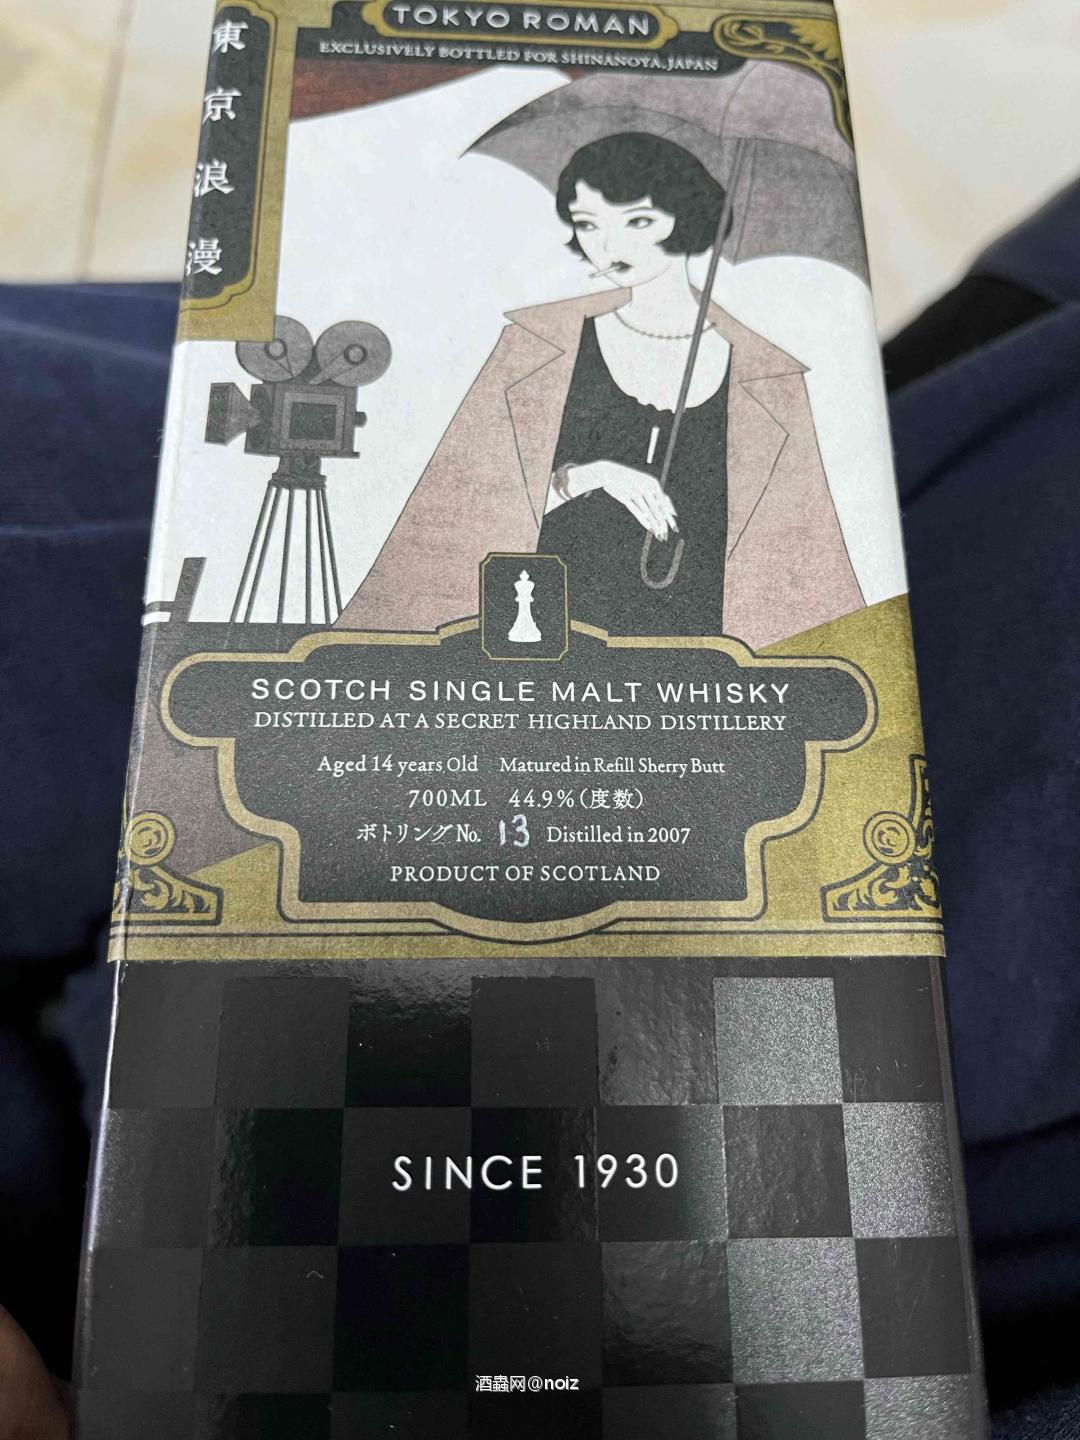 東京浪漫
TOKYO ROMAN
EXCLUSIVELY BOTTLED FOR SHINANOYA, JAPAN
SCOTCH SINGLE MALT WHISKY
DISTILLED AT A SECRET HIGHLAND DISTILLERY
Aged 14 years Old Matured in Refill Sherry Butt
700ML 44.9%(度数)
ボトリング No. 13 Distilled in 2007
PRODUCT OF SCOTLAND
SINCE 1930
酒蟲网@noiz